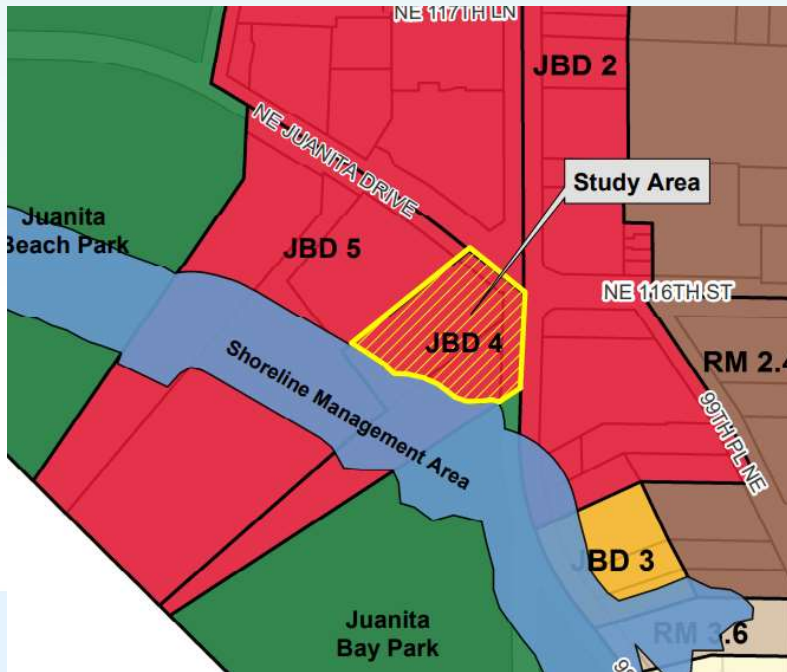 NE 117TH LN
JBD 2
NE JUANITA DRIVE
Study Area
Juanita
Beach Park
JBD 5
NE 116TH ST
JBD 4
RM 2.4
Shoreline Management Area
99TH PL NE
JBD 3
Juanita
Bay Park
RM 3.6